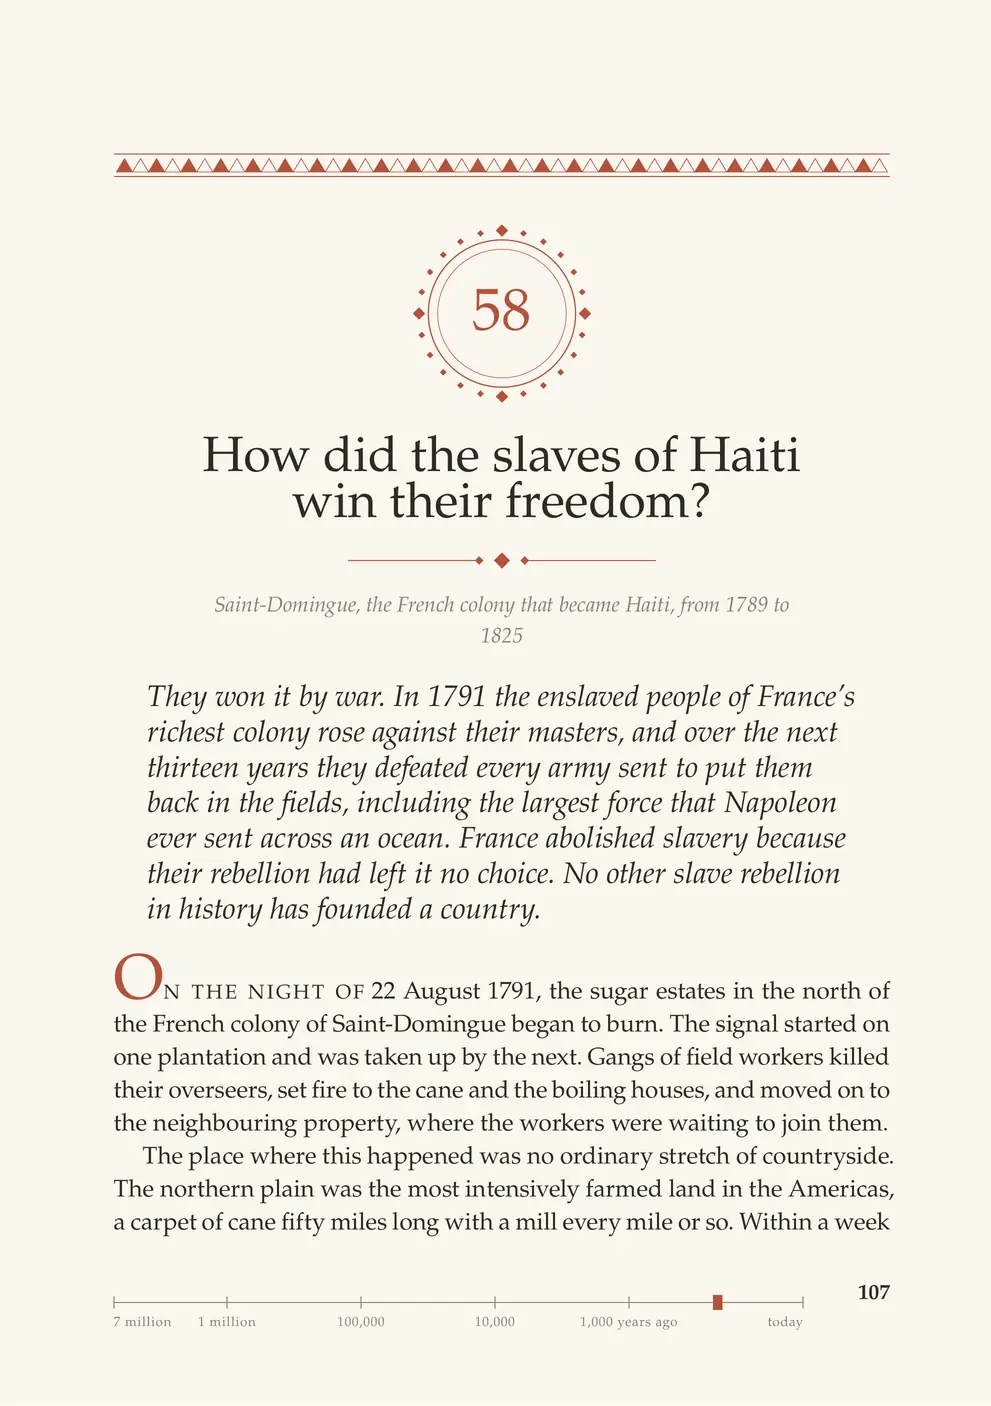 58
How did the slaves of Haiti
win their freedom?
Saint-Domingue, the French colony that became Haiti, from 1789 to
1825
They won it by war. In 1791 the enslaved people of France’s
richest colony rose against their masters, and over the next
thirteen years they defeated every army sent to put them
back in the fields, including the largest force that Napoleon
ever sent across an ocean. France abolished slavery because
their rebellion had left it no choice. No other slave rebellion
in history has founded a country.
ON THE NIGHT OF 22 August 1791, the sugar estates in the north of
the French colony of Saint-Domingue began to burn. The signal started on
one plantation and was taken up by the next. Gangs of field workers killed
their overseers, set fire to the cane and the boiling houses, and moved on to
the neighbouring property, where the workers were waiting to join them.
The place where this happened was no ordinary stretch of countryside.
The northern plain was the most intensively farmed land in the Americas,
a carpet of cane fifty miles long with a mill every mile or so. Within a week
107
7 million 1 million 100,000 10,000 1,000 years ago today